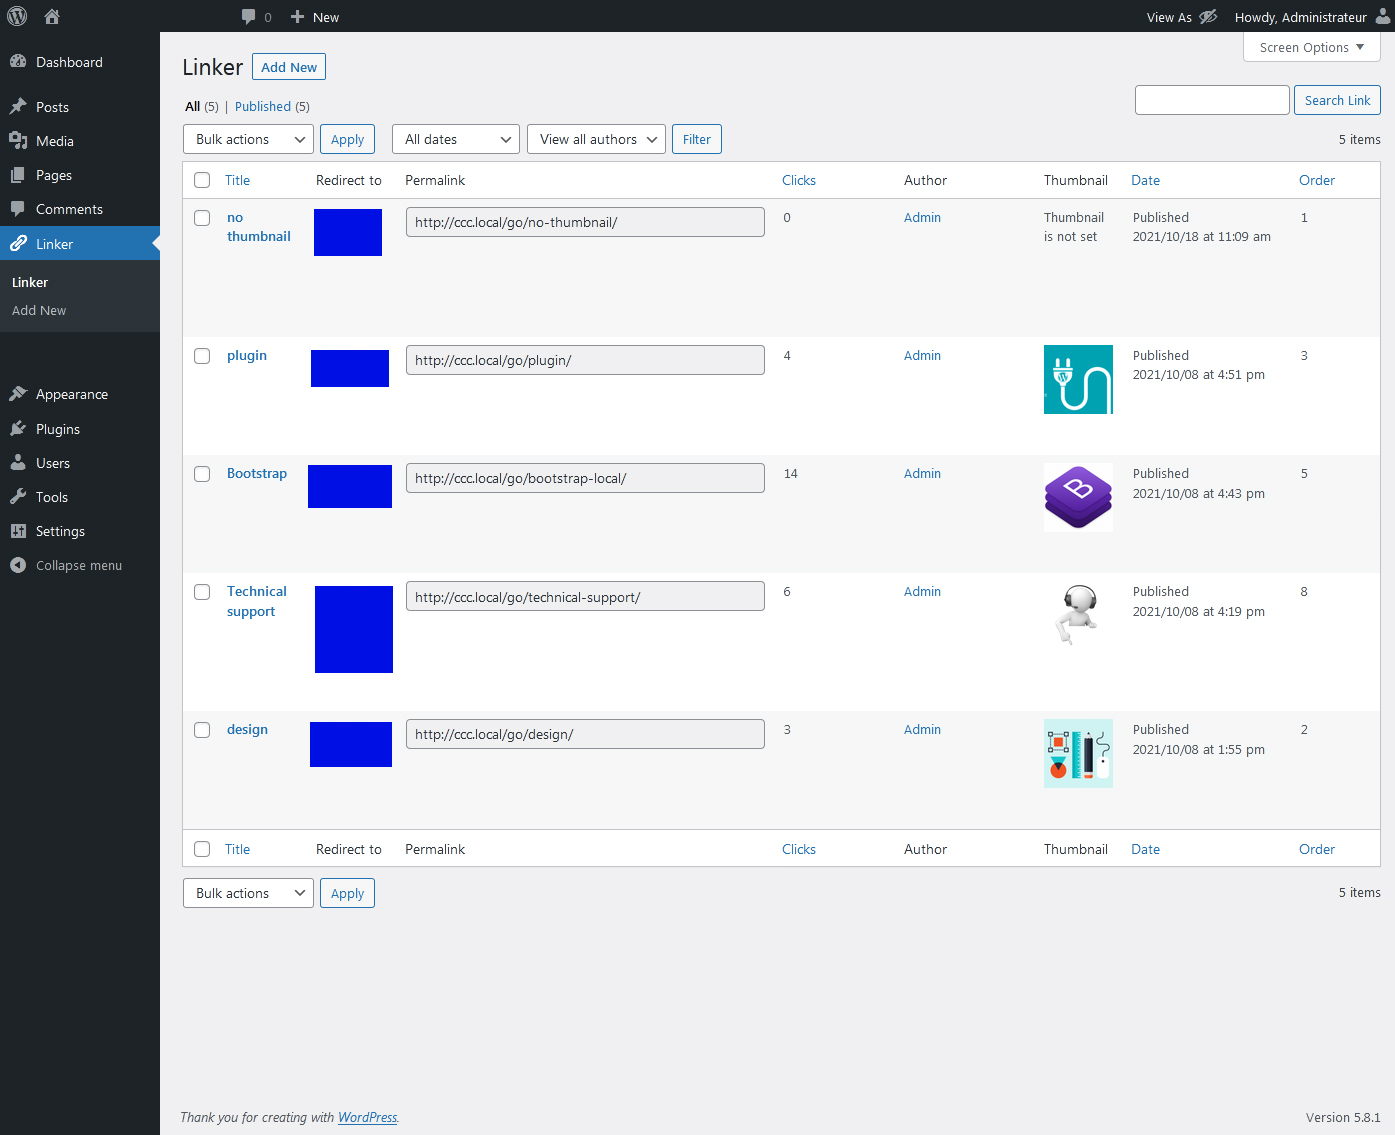 0 New View As Howdy, Administrateur
Screen Options
Dashboard
Posts
Media
Pages
Comments
Linker
Linker
Add New
Appearance
Plugins
Users
Tools
Settings
Collapse menu
Linker Add New
All (5) | Published (5)
Search Link
Bulk actions Apply All dates View all authors Filter 5 items
Title Redirect to Permalink Clicks Author Thumbnail Date Order
no http://ccc.local/go/no-thumbnail/ 0 Admin Thumbnail Published 1
thumbnail is not set 2021/10/18 at 11:09 am
plugin http://ccc.local/go/plugin/ 4 Admin Published 3
2021/10/08 at 4:51 pm
Bootstrap http://ccc.local/go/bootstrap-local/ 14 Admin B Published 5
2021/10/08 at 4:43 pm
Technical http://ccc.local/go/technical-support/ 6 Admin Published 8
support 2021/10/08 at 4:19 pm
design http://ccc.local/go/design/ 3 Admin Published 2
2021/10/08 at 1:55 pm
Title Redirect to Permalink Clicks Author Thumbnail Date Order
Bulk actions Apply 5 items
Thank you for creating with WordPress. Version 5.8.1